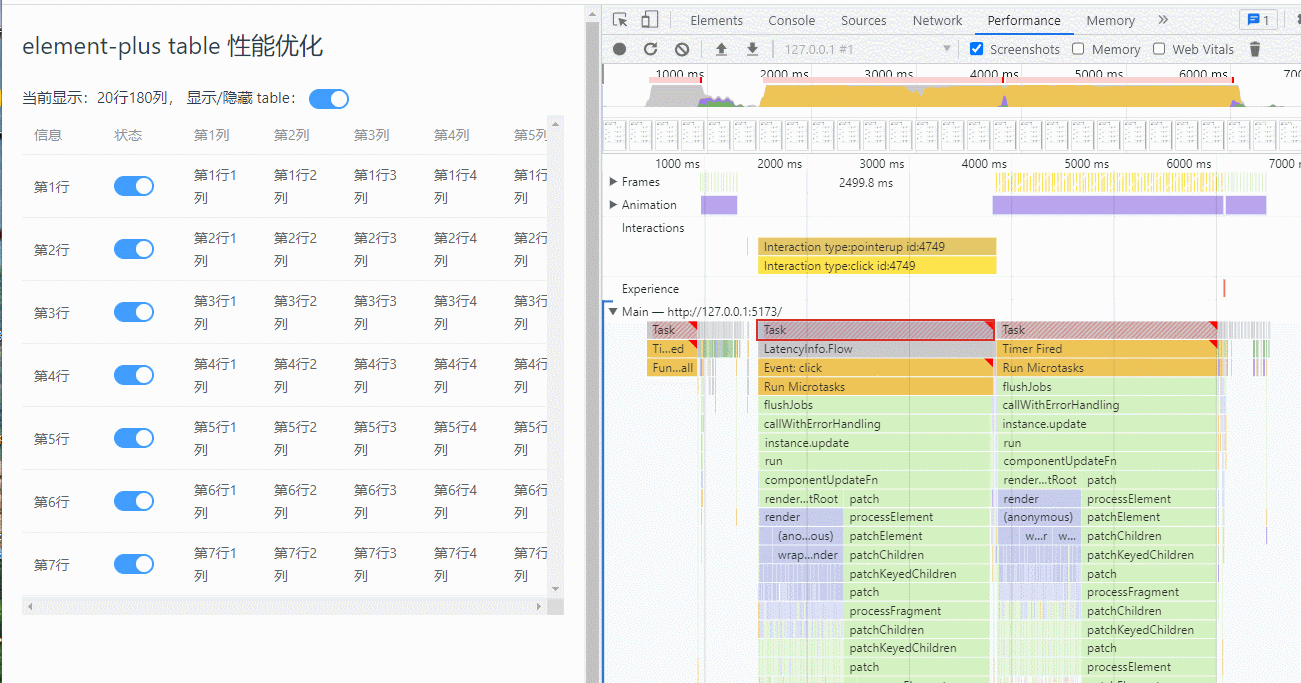 element-plus table 性能优化
当前显示：20行180列， 显示/隐藏 table：
信息 状态 第1列 第2列 第3列 第4列 第5列
第1行 第1行1列 第1行2列 第1行3列 第1行4列 第1行
列
第2行 第2行1列 第2行2列 第2行3列 第2行4列 第2行
列
第3行 第3行1列 第3行2列 第3行3列 第3行4列 第3行
列
第4行 第4行1列 第4行2列 第4行3列 第4行4列 第4行
列
第5行 第5行1列 第5行2列 第5行3列 第5行4列 第5行
列
第6行 第6行1列 第6行2列 第6行3列 第6行4列 第6行
列
第7行 第7行1列 第7行2列 第7行3列 第7行4列 第7行
列
Elements Console Sources Network Performance Memory » 1
127.0.0.1 #1 Screenshots Memory Web Vitals
1000 ms 2000 ms 3000 ms 4000 ms 5000 ms 6000 ms 700
1000 ms 2000 ms 3000 ms 4000 ms 5000 ms 6000 ms 7000
Frames 2499.8 ms
Animation
Interactions
Interaction type:pointerup id:4749
Interaction type:click id:4749
Experience
Main — http://127.0.0.1:5173/
Task Task Task
Ti...ed LatencyInfo.Flow Timer Fired
Fun...all Event: click Run Microtasks
Run Microtasks flushJobs
flushJobs callWithErrorHandling
callWithErrorHandling instance.update
instance.update run
run componentUpdateFn
componentUpdateFn render...tRoot patch
render...tRoot patch render processElement
render processElement (anonymous) patchElement
(ano...ous) patchElement w...r w... patchChildren
wrap...nder patchChildren patchKeyedChildren
patchKeyedChildren patch
patch processFragment
processFragment patchChildren
patchChildren patchKeyedChildren
patchKeyedChildren patch
patch processElement